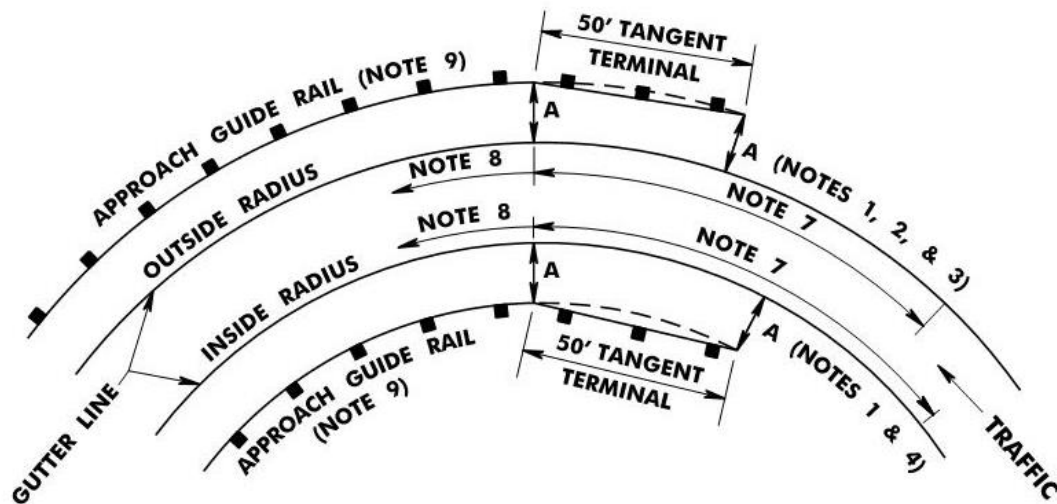 50' TANGENT
TERMINAL
APPROACH GUIDE RAIL (NOTE 9)
A
A (NOTES 1, 2, & 3)
OUTSIDE RADIUS
NOTE 8
NOTE 7
NOTE 8
NOTE 7
INSIDE RADIUS
A
A (NOTES 1 & 4)
50' TANGENT
TERMINAL
APPROACH GUIDE RAIL
(NOTE 9)
GUTTER LINE
TRAFFIC